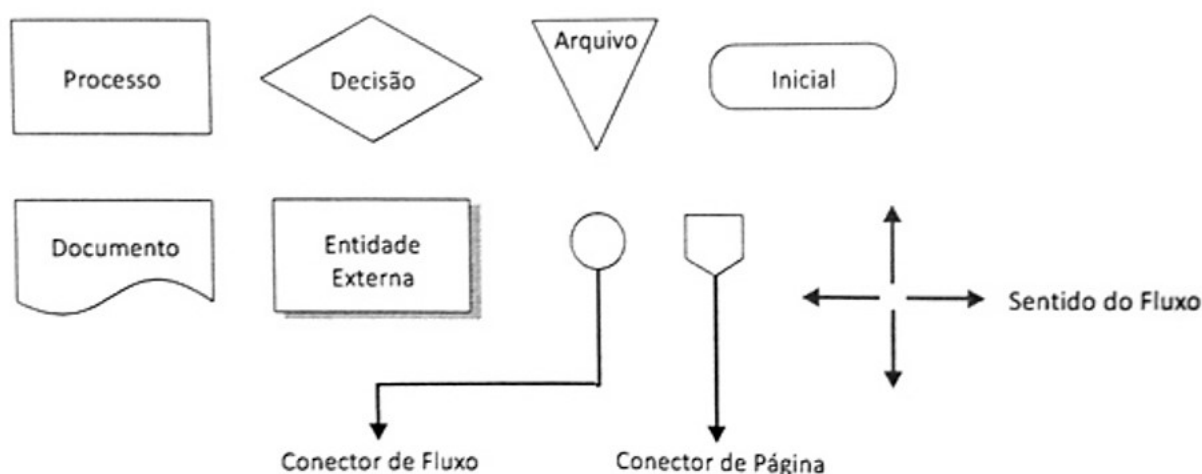 Processo
Decisão
Arquivo
Inicial
Documento
Entidade
Externa
Sentido do Fluxo
Conector de Fluxo
Conector de Página